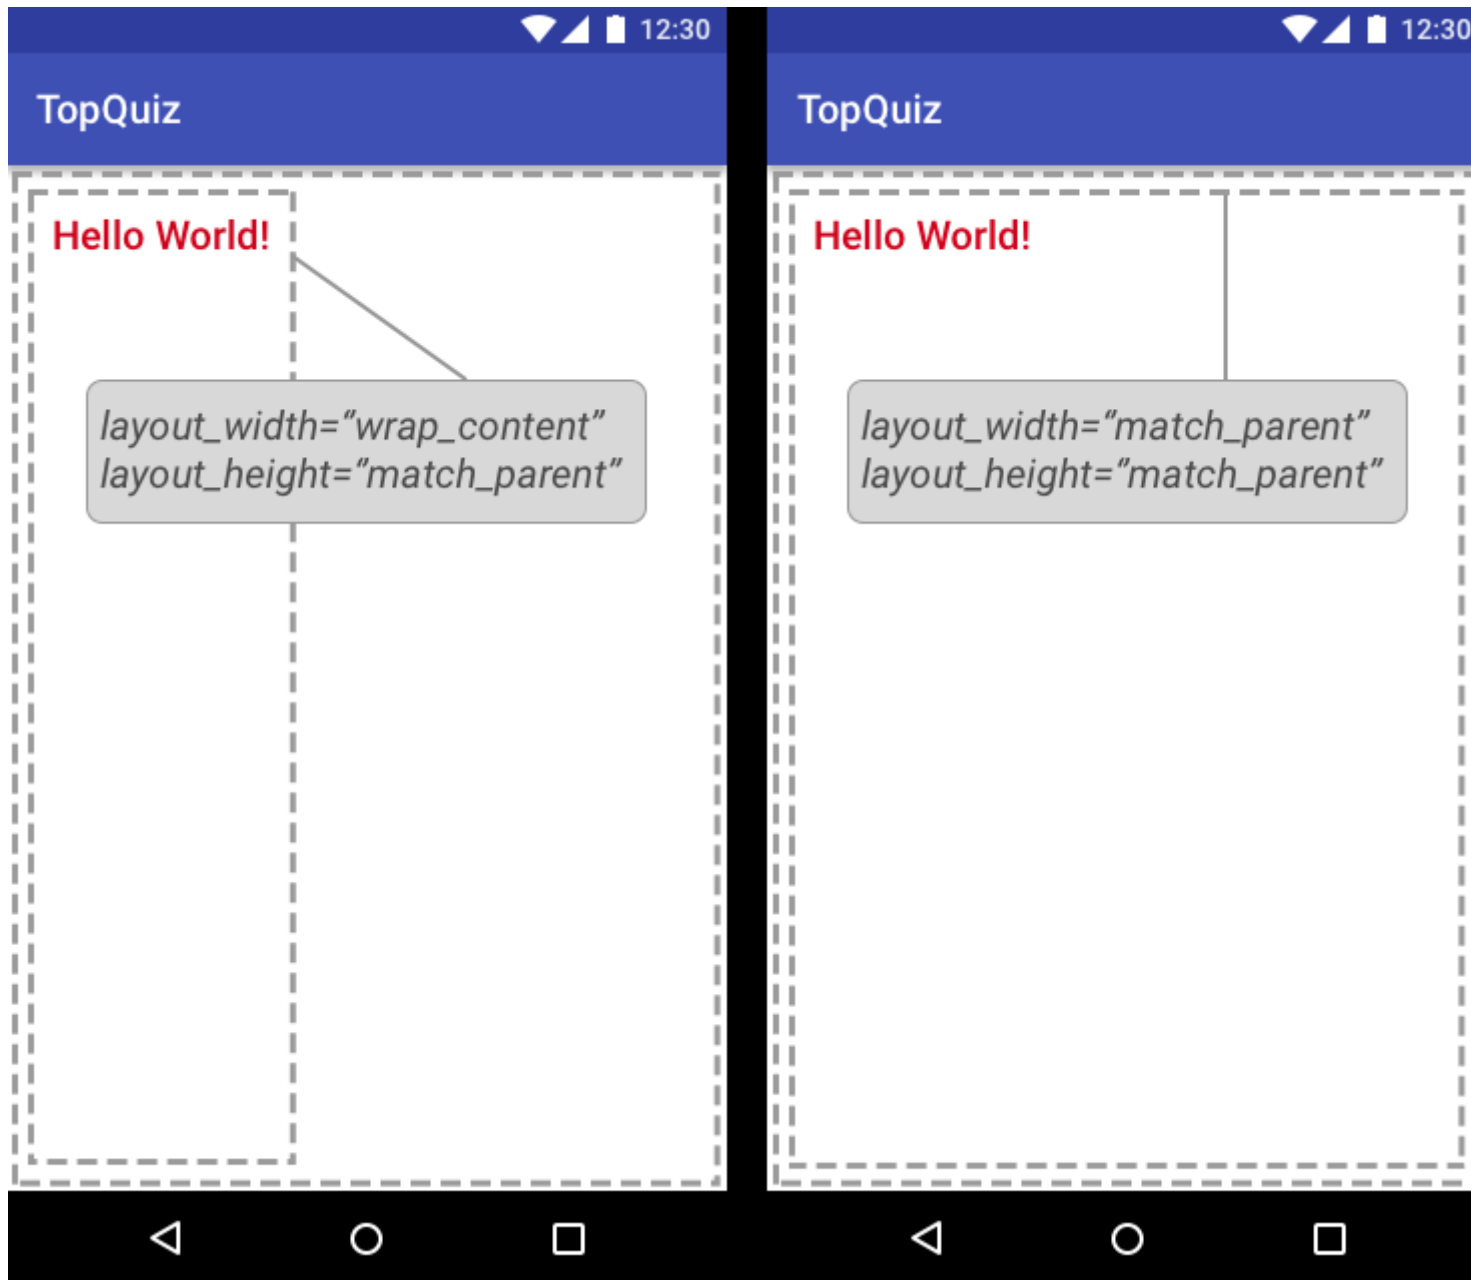 12:30
TopQuiz
Hello World!
layout_width=“wrap_content”
layout_height=”match_parent”
12:30
TopQuiz
Hello World!
layout_width=“match_parent”
layout_height=”match_parent”